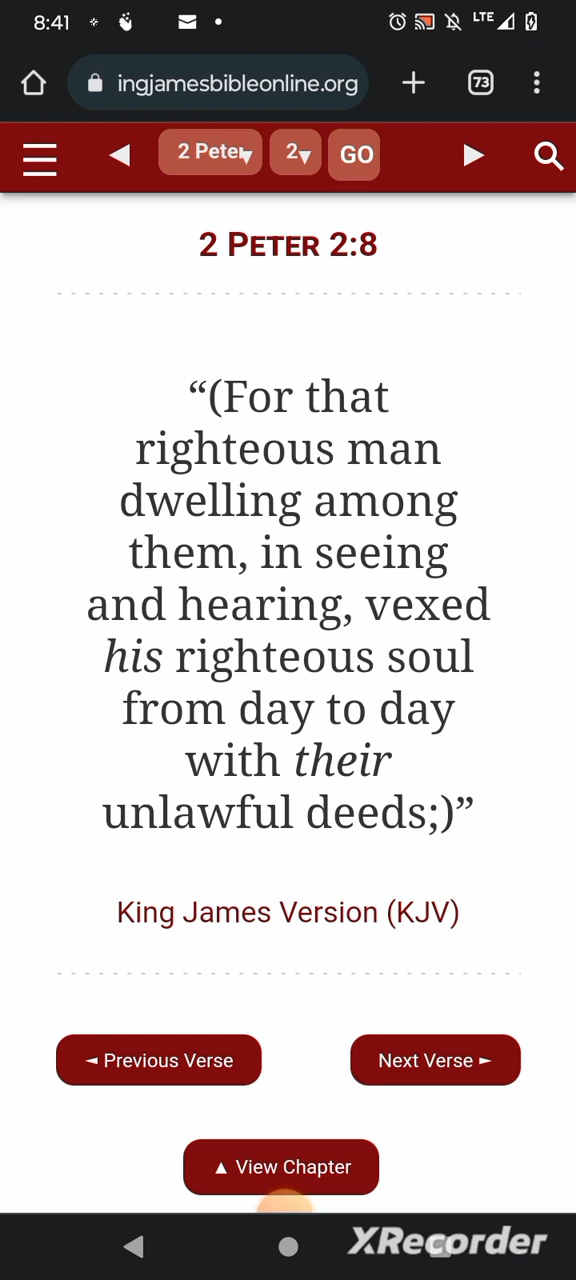 8:41
LTE
ingjamesbibleonline.org
73
2 Peter
2
GO
2 PETER 2:8
“(For that
righteous man
dwelling among
them, in seeing
and hearing, vexed
his righteous soul
from day to day
with their
unlawful deeds;)”
King James Version (KJV)
◄ Previous Verse
Next Verse ►
▲ View Chapter
XRecorder